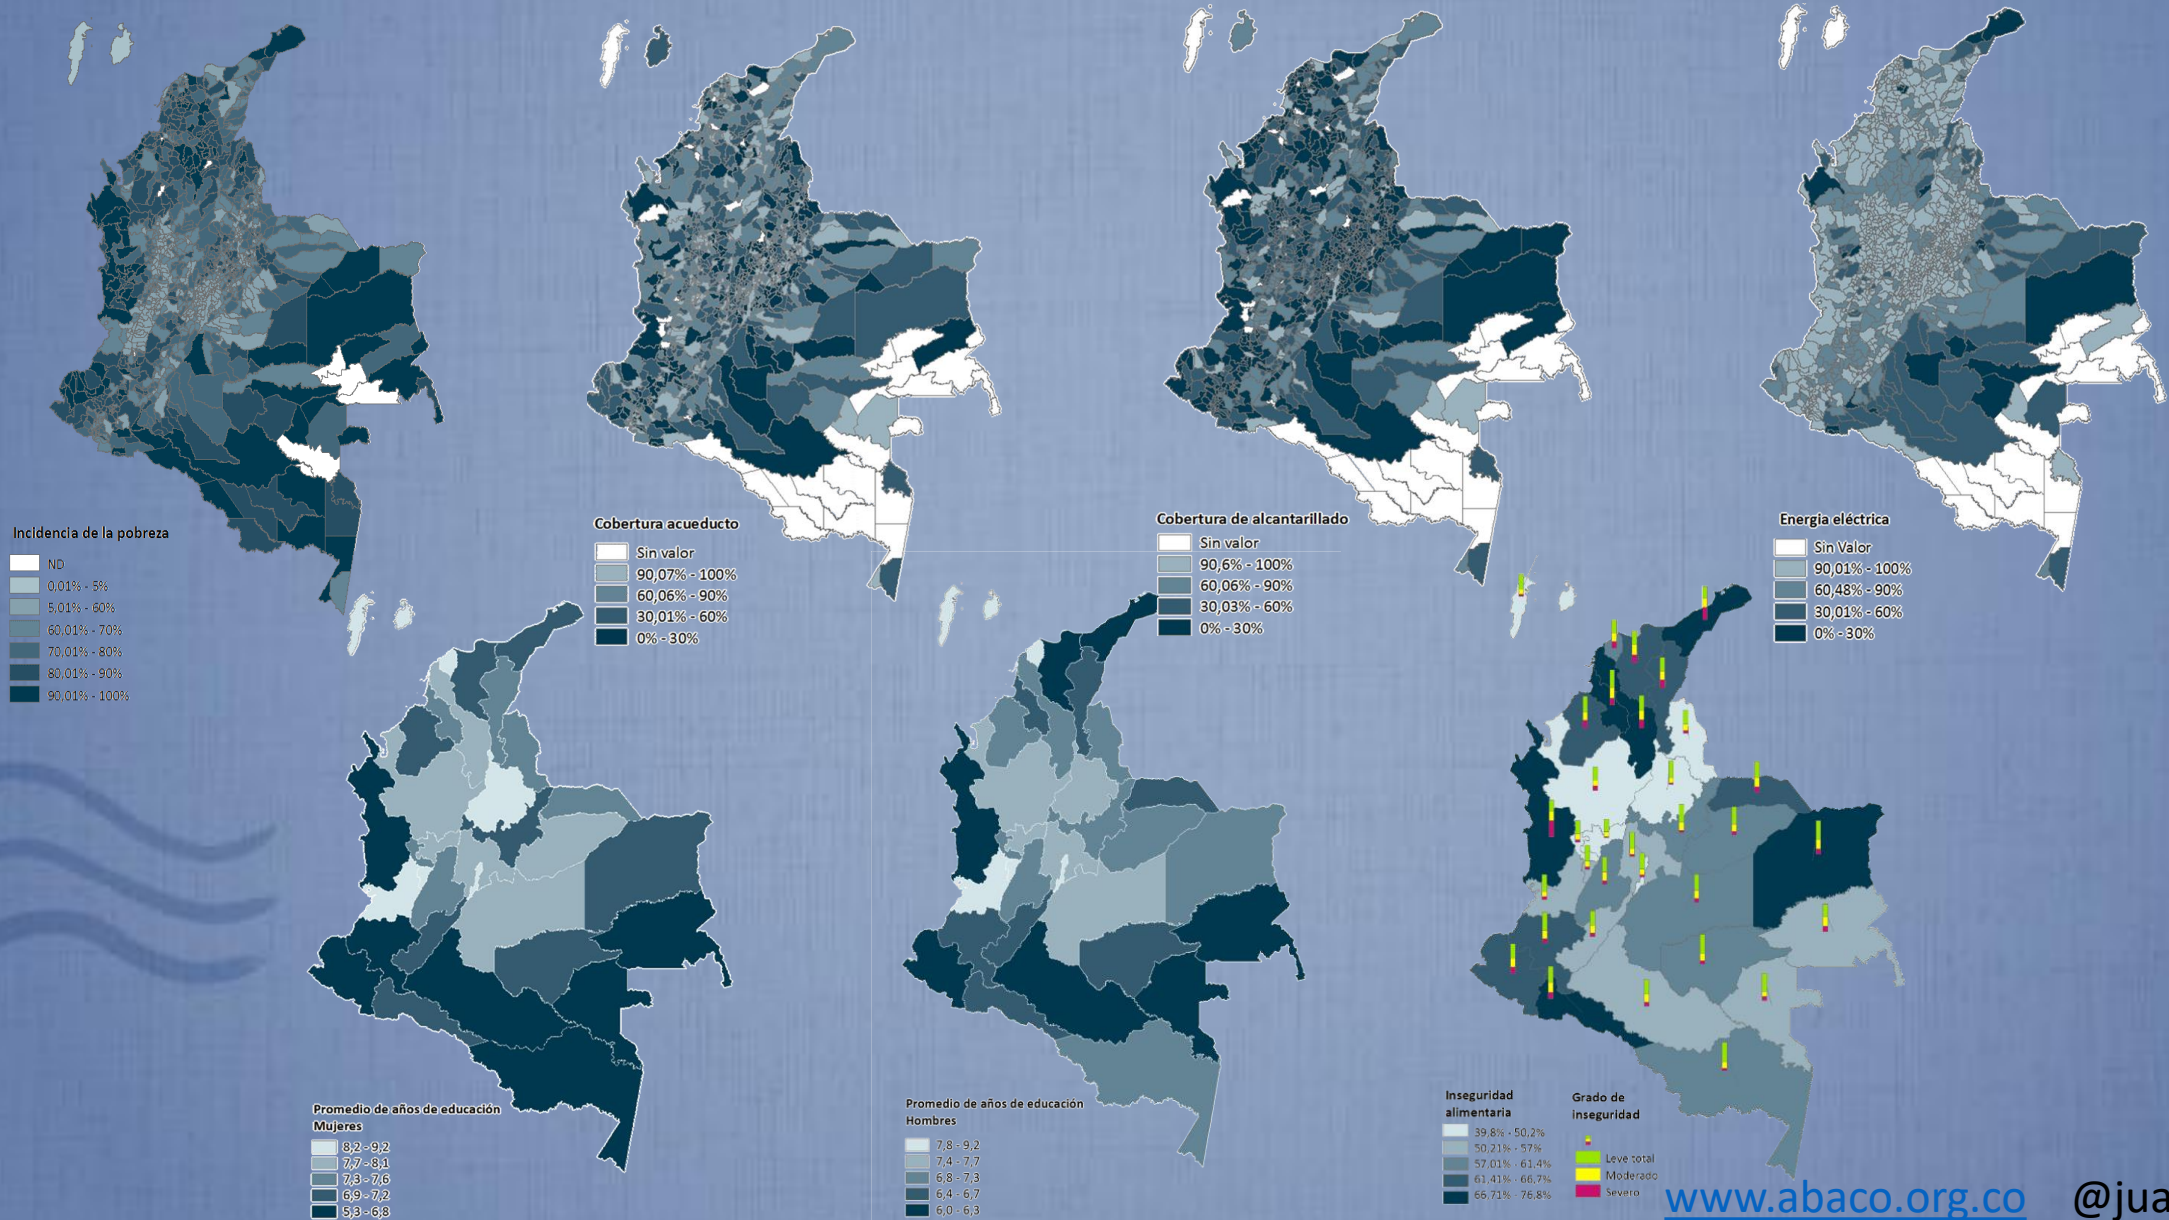 Incidencia de la pobreza
ND
0,01% - 5%
5,01% - 60%
60,01% - 70%
70,01% - 80%
80,01% - 90%
90,01% - 100%
Cobertura acueducto
Sin valor
90,07% - 100%
60,06% - 90%
30,01% - 60%
0% - 30%
Cobertura de alcantarillado
Sin valor
90,6% - 100%
60,06% - 90%
30,03% - 60%
0% - 30%
Energia eléctrica
Sin Valor
90,01% - 100%
60,48% - 90%
30,01% - 60%
0% - 30%
Promedio de años de educación
Mujeres
8,2 - 9,2
7,7 - 8,1
7,3 - 7,6
6,9 - 7,2
5,3 - 6,8
Promedio de años de educación
Hombres
7,8 - 9,2
7,4 - 7,7
6,8 - 7,3
6,4 - 6,7
6,0 - 6,3
Inseguridad
alimentaria
39,8% - 50,2%
50,21% - 57%
57,01% - 61,4%
61,41% - 66,7%
66,71% - 76,8%
Grado de
inseguridad
Leve total
Moderado
Severo
www.abaco.org.co @jua